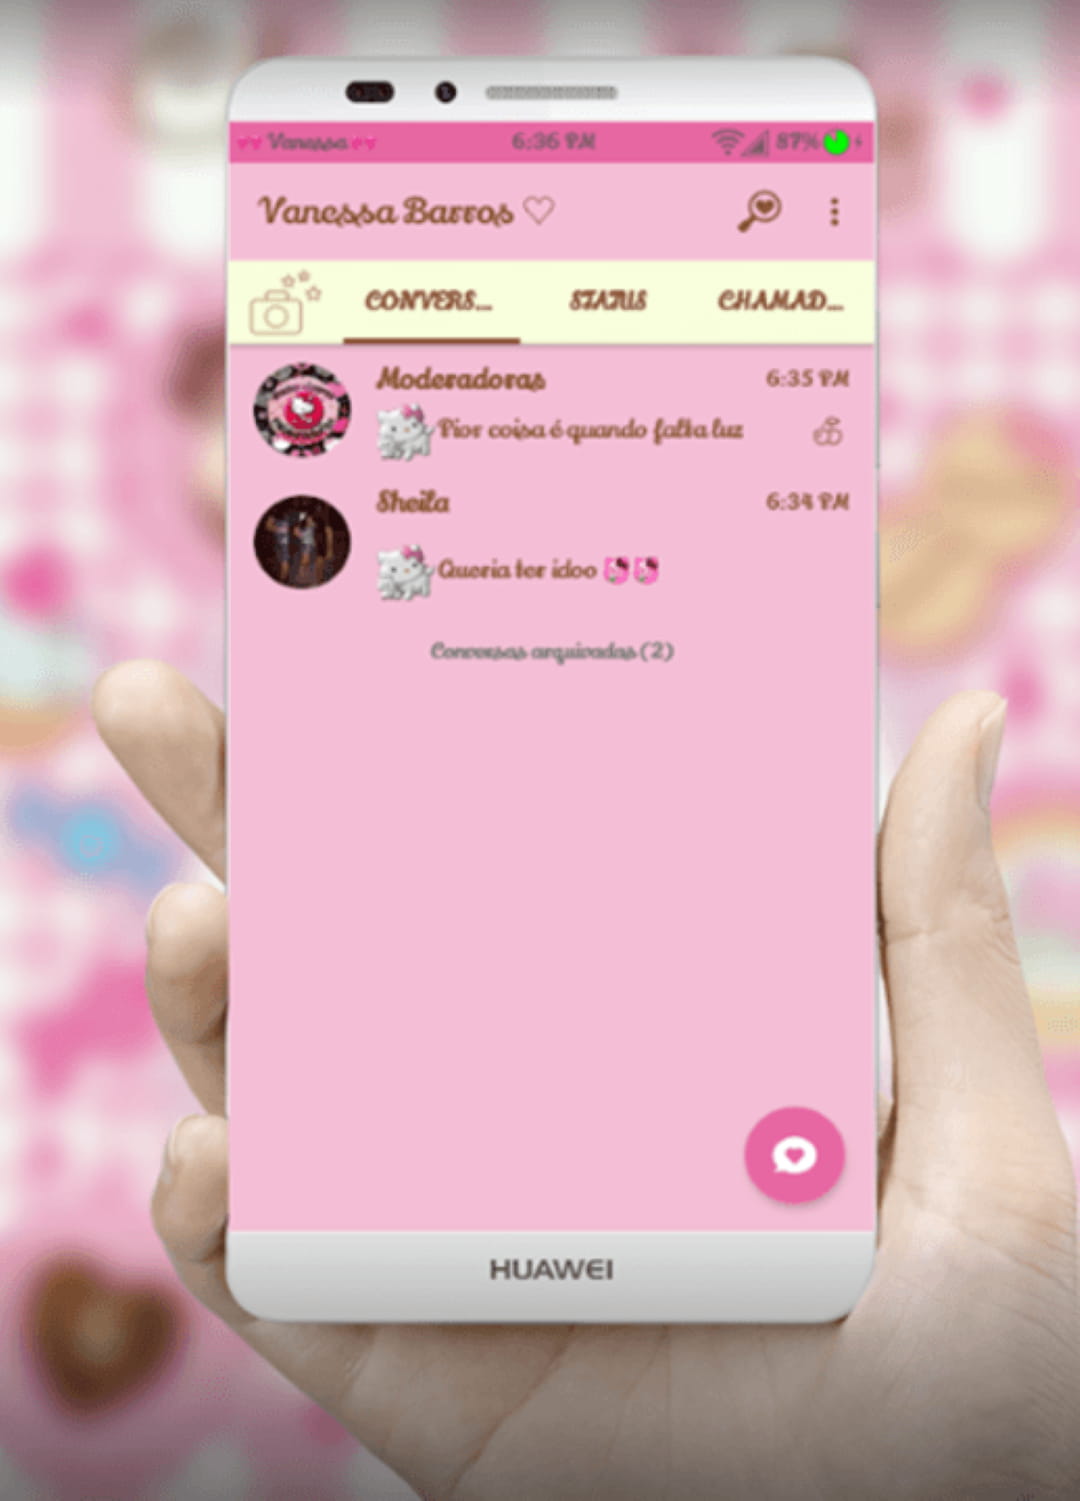 Vanessa
6:36 PM
87%
Vanessa Barros ♡
CONVERS...
STATUS
CHAMAD...
Moderadoras
6:35 PM
Pior coisa é quando falta luz
Sheila
6:34 PM
Queria ter idoo
Conversas arquivadas (2)
HUAWEI